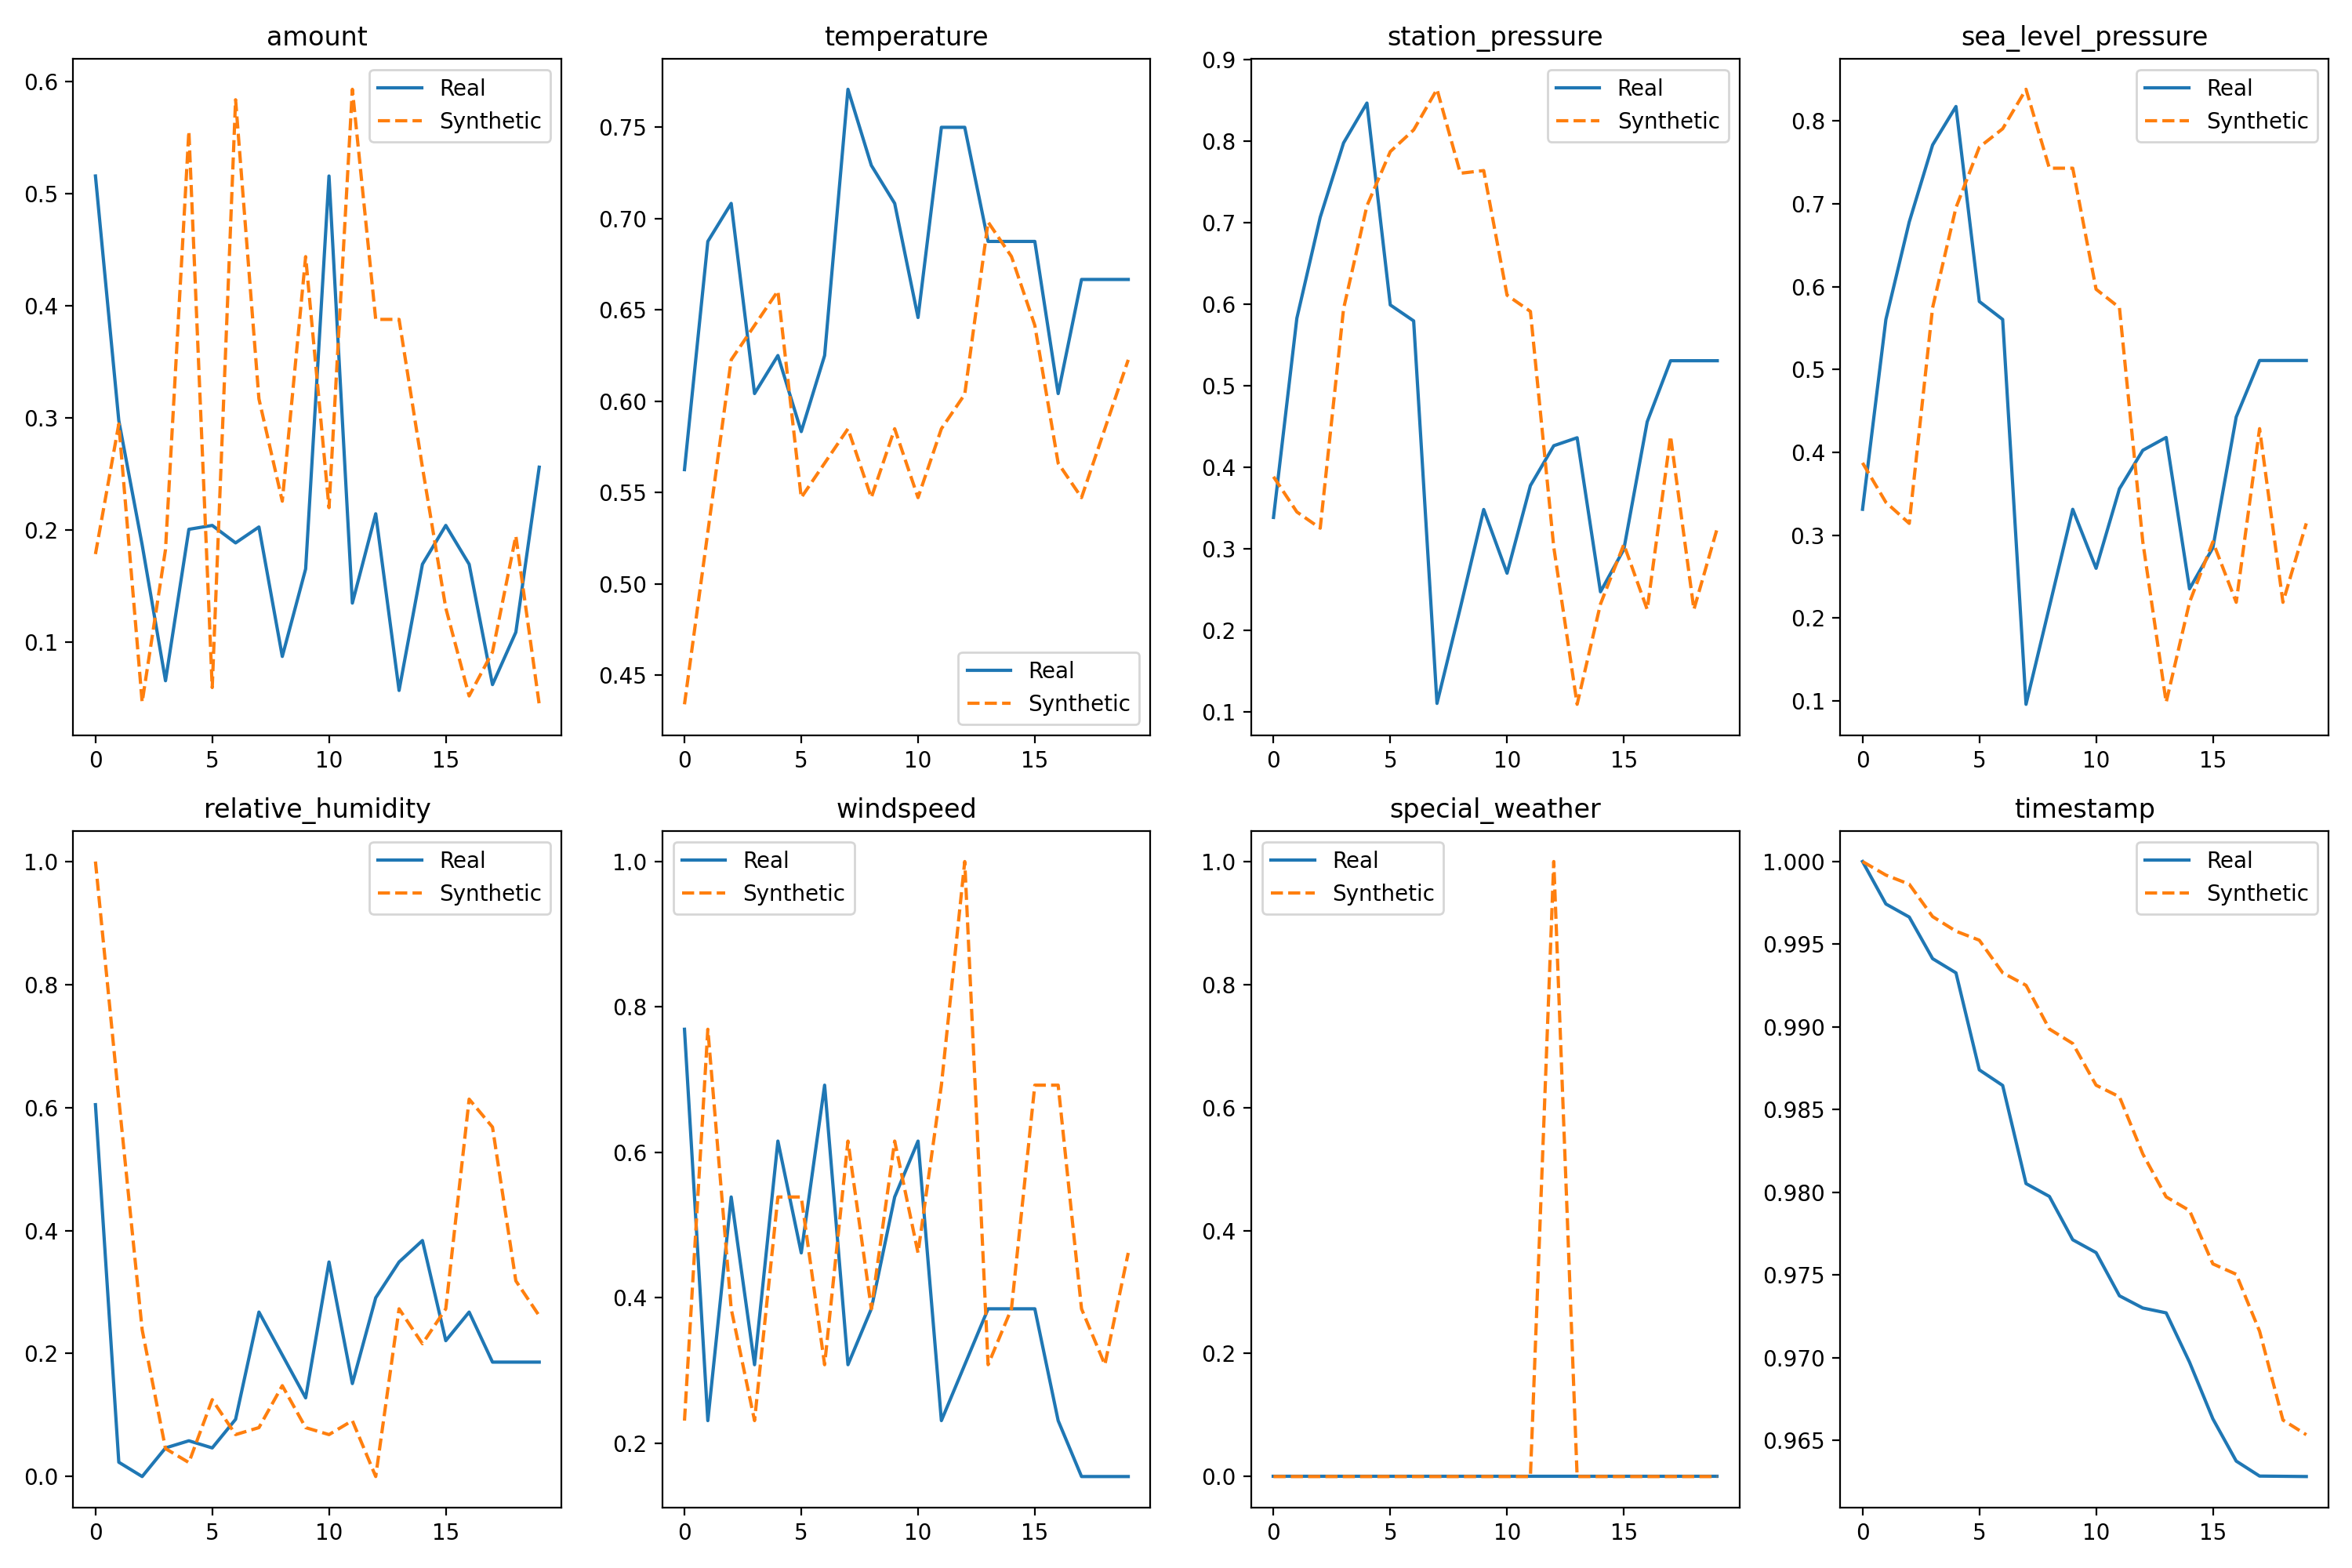 amount
0.6
0.5
0.4
0.3
0.2
0.1
0 5 10 15
Real
Synthetic
temperature
0.75
0.70
0.65
0.60
0.55
0.50
0.45
0 5 10 15
Real
Synthetic
station_pressure
0.9
0.8
0.7
0.6
0.5
0.4
0.3
0.2
0.1
0 5 10 15
Real
Synthetic
sea_level_pressure
0.8
0.7
0.6
0.5
0.4
0.3
0.2
0.1
0 5 10 15
Real
Synthetic
relative_humidity
1.0
0.8
0.6
0.4
0.2
0.0
0 5 10 15
Real
Synthetic
windspeed
1.0
0.8
0.6
0.4
0.2
0 5 10 15
Real
Synthetic
special_weather
1.0
0.8
0.6
0.4
0.2
0.0
0 5 10 15
Real
Synthetic
timestamp
1.000
0.995
0.990
0.985
0.980
0.975
0.970
0.965
0 5 10 15
Real
Synthetic